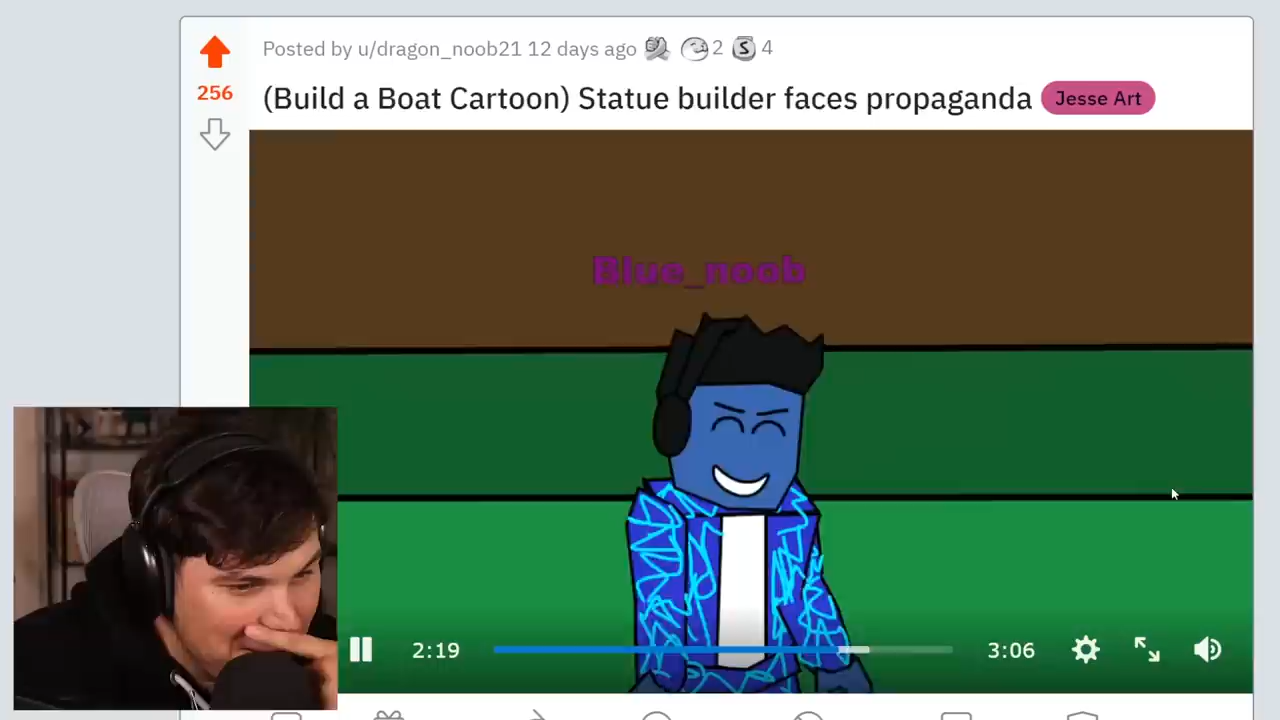 Posted by u/dragon_noob21 12 days ago 2 S 4
256
(Build a Boat Cartoon) Statue builder faces propaganda Jesse Art
Blue_noob
2:19 3:06